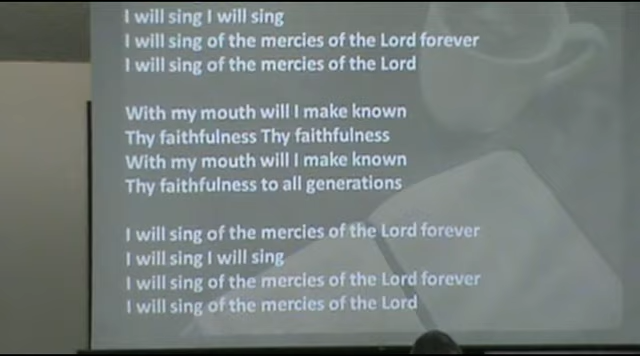 I will sing I will sing
I will sing of the mercies of the Lord forever
I will sing of the mercies of the Lord
With my mouth will I make known
Thy faithfulness Thy faithfulness
With my mouth will I make known
Thy faithfulness to all generations
I will sing of the mercies of the Lord forever
I will sing I will sing
I will sing of the mercies of the Lord forever
I will sing of the mercies of the Lord